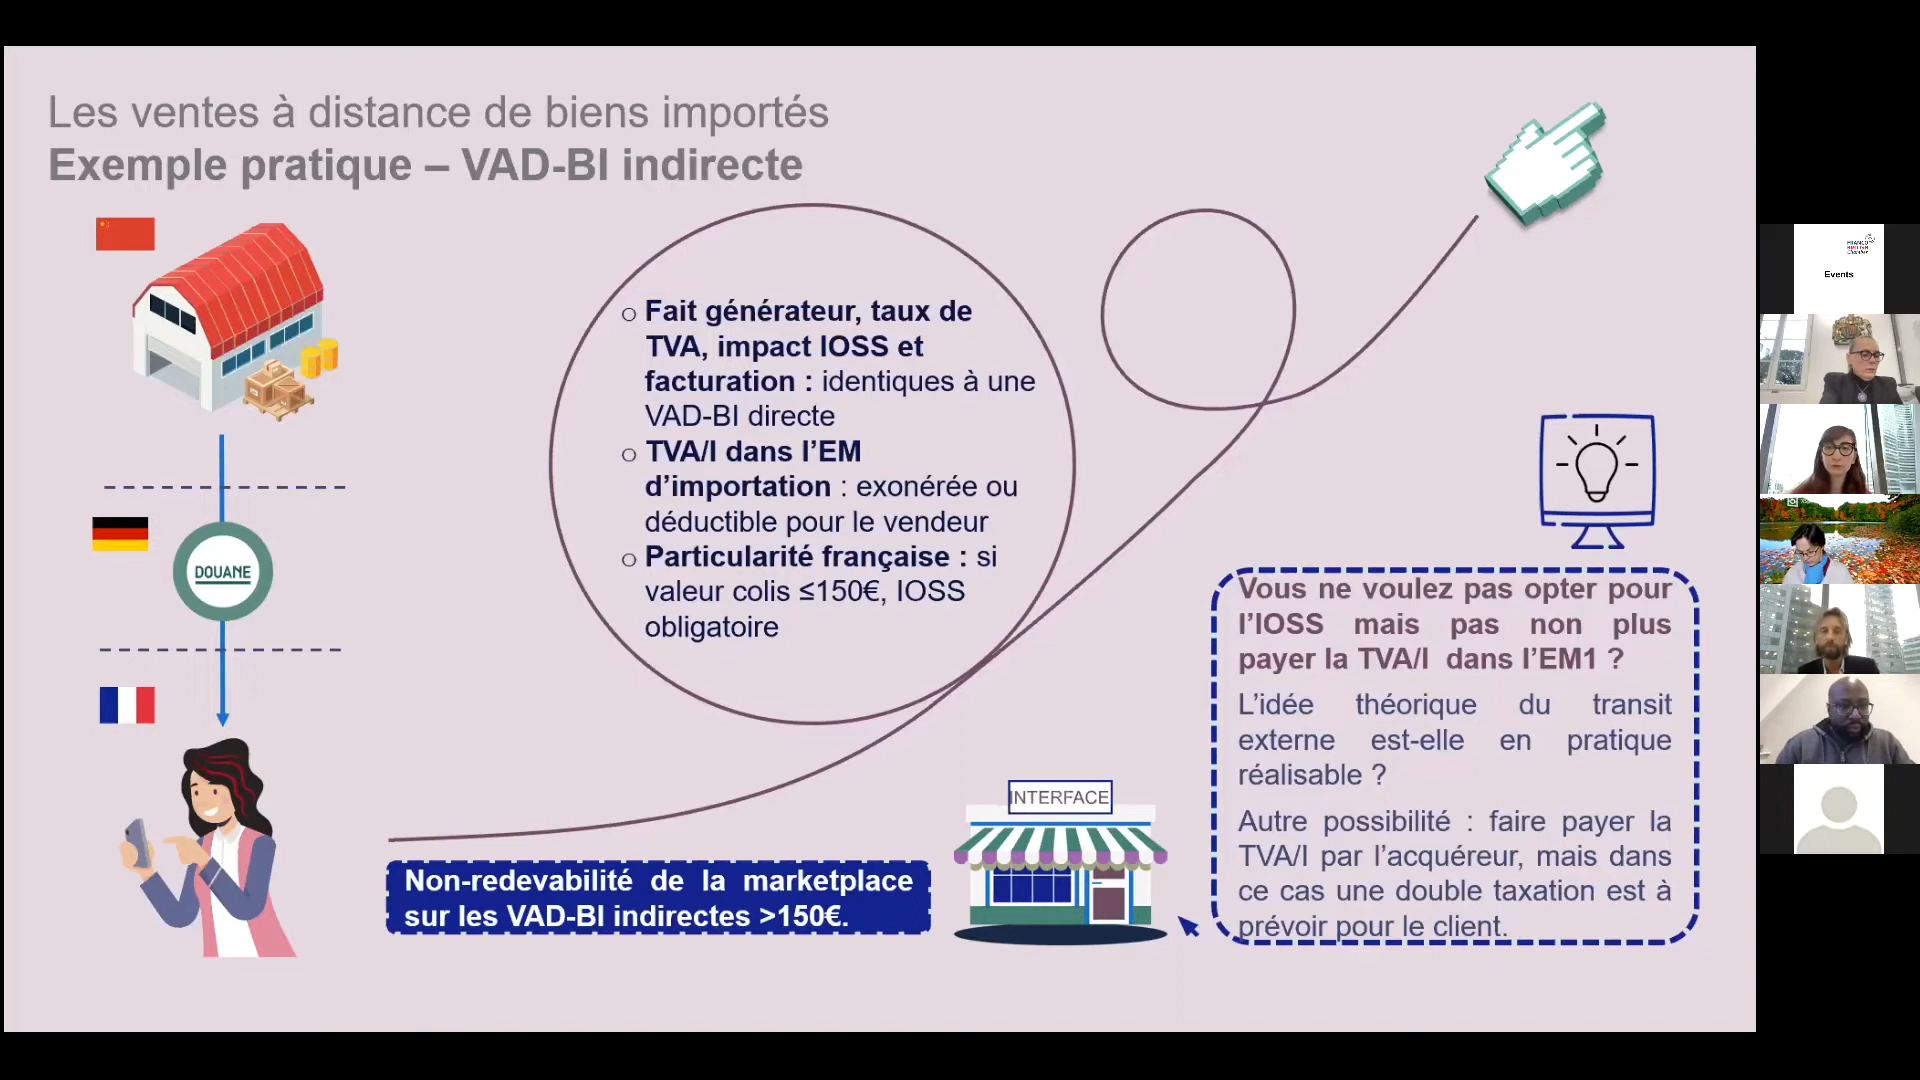 Les ventes à distance de biens importés
Exemple pratique – VAD-BI indirecte
DOUANE
o Fait générateur, taux de
TVA, impact IOSS et
facturation : identiques à une
VAD-BI directe
o TVA/I dans l’EM
d’importation : exonérée ou
déductible pour le vendeur
o Particularité française : si
valeur colis ≤150€, IOSS
obligatoire
Non-redevabilité de la marketplace
sur les VAD-BI indirectes >150€.
INTERFACE
Vous ne voulez pas opter pour
l’IOSS mais pas non plus
payer la TVA/I dans l’EM1 ?
L’idée théorique du transit
externe est-elle en pratique
réalisable ?
Autre possibilité : faire payer la
TVA/I par l’acquéreur, mais dans
ce cas une double taxation est à
prévoir pour le client.
FRANCO
BRITISH
Chamber
Events